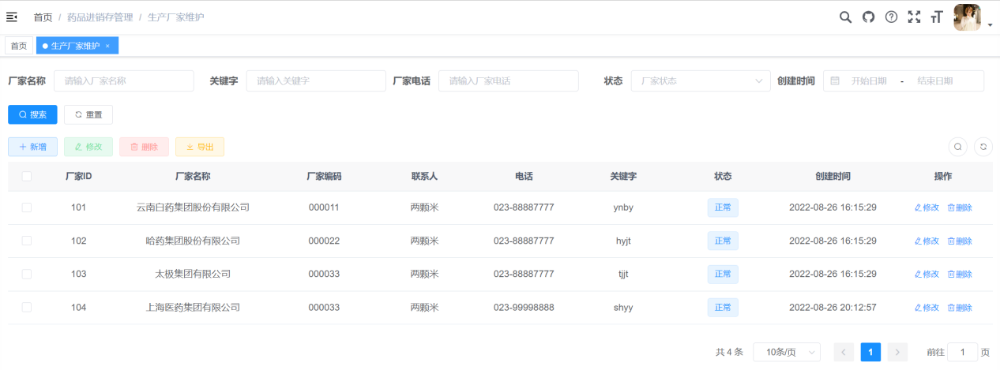 首页 / 药品进销存管理 / 生产厂家维护
首页 生产厂家维护 ×
厂家名称 请输入厂家名称 关键字 请输入关键字 厂家电话 请输入厂家电话 状态 厂家状态 创建时间 开始日期 - 结束日期
搜索 重置
新增 修改 删除 导出
厂家ID 厂家名称 厂家编码 联系人 电话 关键字 状态 创建时间 操作
101 云南白药集团股份有限公司 000011 两颗米 023-88887777 ynby 正常 2022-08-26 16:15:29 修改 删除
102 哈药集团股份有限公司 000022 两颗米 023-88887777 hyjt 正常 2022-08-26 16:15:29 修改 删除
103 太极集团有限公司 000033 两颗米 023-88887777 tjjt 正常 2022-08-26 16:15:29 修改 删除
104 上海医药集团有限公司 000033 两颗米 023-99998888 shyy 正常 2022-08-26 20:12:57 修改 删除
共 4 条 10条/页 < 1 > 前往 1 页